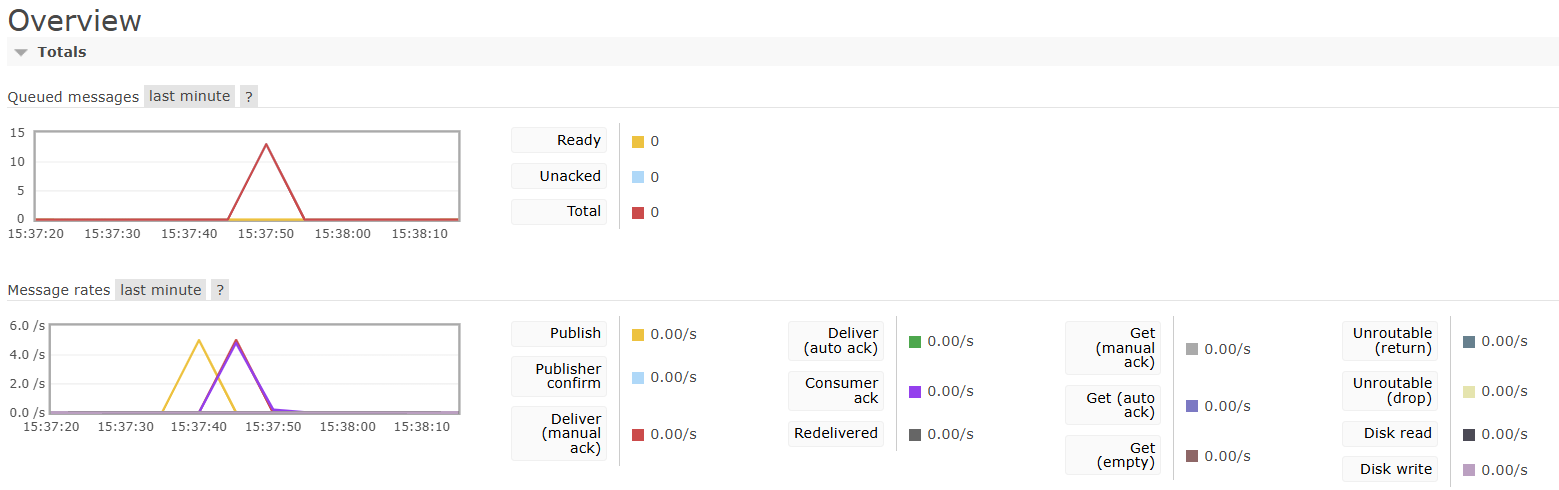 Overview
Totals
Queued messages last minute ?
15
10
5
0
15:37:20 15:37:30 15:37:40 15:37:50 15:38:00 15:38:10
Ready 0
Unacked 0
Total 0
Message rates last minute ?
6.0 /s
4.0 /s
2.0 /s
0.0 /s
15:37:20 15:37:30 15:37:40 15:37:50 15:38:00 15:38:10
Publish 0.00/s
Publisher
confirm 0.00/s
Deliver
(manual
ack) 0.00/s
Deliver
(auto ack) 0.00/s
Consumer
ack 0.00/s
Redelivered 0.00/s
Get
(manual
ack) 0.00/s
Get (auto
ack) 0.00/s
Get
(empty) 0.00/s
Unroutable
(return) 0.00/s
Unroutable
(drop) 0.00/s
Disk read 0.00/s
Disk write 0.00/s